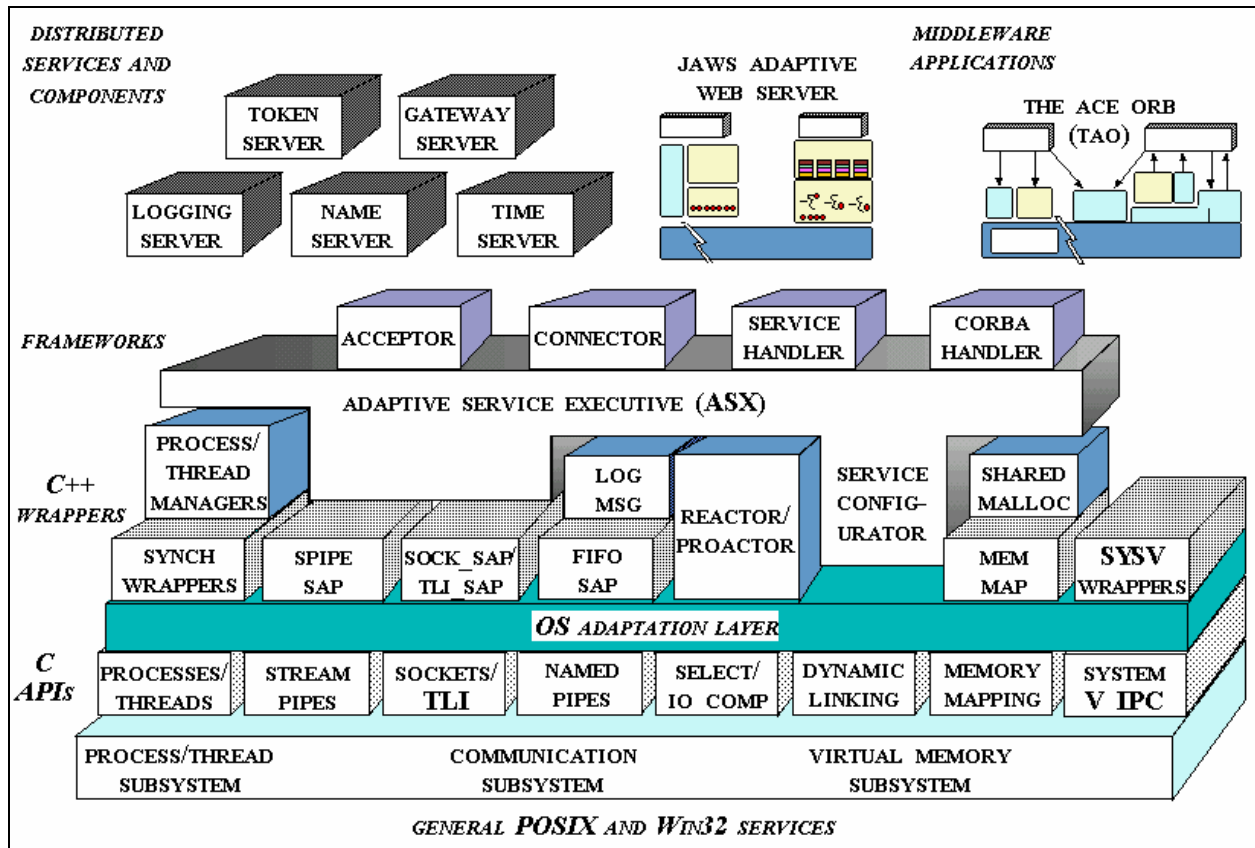 DISTRIBUTED
SERVICES AND
COMPONENTS
MIDDLEWARE
APPLICATIONS
JAWS ADAPTIVE
WEB SERVER
THE ACE ORB
(TAO)
TOKEN
SERVER
GATEWAY
SERVER
LOGGING
SERVER
NAME
SERVER
TIME
SERVER
FRAMEWORKS
ACCEPTOR
CONNECTOR
SERVICE
HANDLER
CORBA
HANDLER
ADAPTIVE SERVICE EXECUTIVE (ASX)
C++
WRAPPERS
PROCESS/
THREAD
MANAGERS
LOG
MSG
REACTOR/
PROACTOR
SERVICE
CONFIG-
URATOR
SHARED
MALLOC
SYNCH
WRAPPERS
SPIPE
SAP
SOCK_SAP/
TLI_SAP
FIFO
SAP
MEM
MAP
SYSV
WRAPPERS
OS ADAPTATION LAYER
C
APIS
PROCESSES/
THREADS
STREAM
PIPES
SOCKETS/
TLI
NAMED
PIPES
SELECT/
IO COMP
DYNAMIC
LINKING
MEMORY
MAPPING
SYSTEM
V IPC
PROCESS/THREAD
SUBSYSTEM
COMMUNICATION
SUBSYSTEM
VIRTUAL MEMORY
SUBSYSTEM
GENERAL POSIX AND WIN32 SERVICES